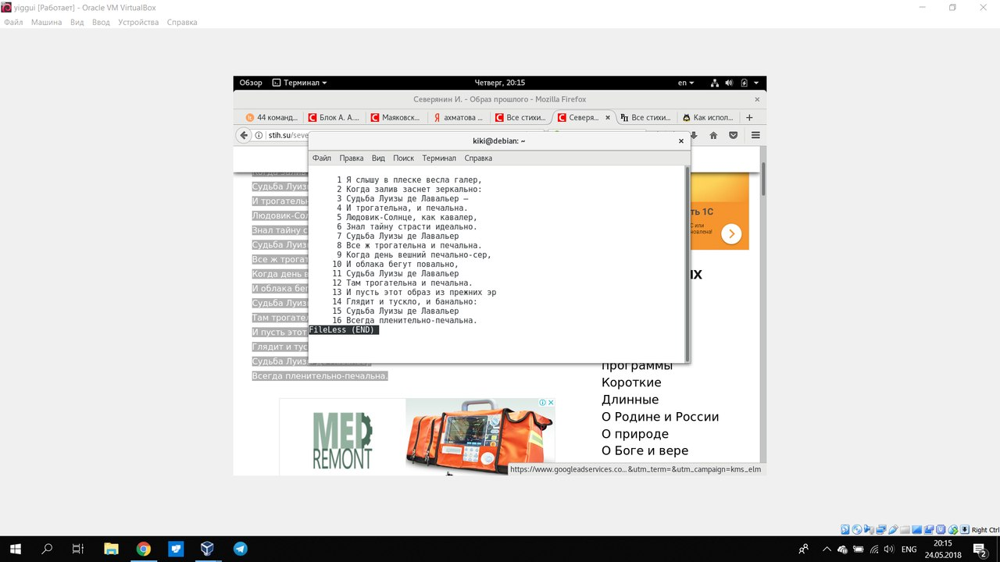 yiggui [Работает] - Oracle VM VirtualBox
Файл Машина Вид Ввод Устройства Справка
Обзор Терминал Четверг, 20:15 en
Северянин И. - Образ прошлого - Mozilla Firefox
44 команд... Блок А. А.... Маяковск... ахматова ... Все стихи... Северя... Все стихи... Как испол...
stih.su/seve
kiki@debian: ~
Файл Правка Вид Поиск Терминал Справка
1 Я слышу в плеске весла галер,
2 Когда залив заснет зеркально:
3 Судьба Луизы де Лавальер —
4 И трогательна, и печальна.
5 Людовик-Солнце, как кавалер,
6 Знал тайну страсти идеально.
7 Судьба Луизы де Лавальер
8 Все ж трогательна и печальна.
9 Когда день вешний печально-сер,
10 И облака бегут повально,
11 Судьба Луизы де Лавальер
12 Там трогательна и печальна.
13 И пусть этот образ из прежних эр
14 Глядит и тускло, и банально:
15 Судьба Луизы де Лавальер
16 Всегда пленительно-печальна.
FileLess (END)
Судьба Луиз
И трогательн
Людовик-Сол
Знал тайну с
Судьба Луиз
Все ж трогат
Когда день в
И облака бег
Судьба Луиз
Там трогател
И пусть этот
Глядит и тус
Судьба Луиз
Всегда пленительно-печальна.
ть 1С
С или
новлена!
ых
программы
Короткие
Длинные
О Родине и России
О природе
О Боге и вере
MED
REMONT
https://www.googleadservices.co...&utm_term=&utm_campaign=kms_elm
Right Ctrl
ENG
20:15
24.05.2018
2